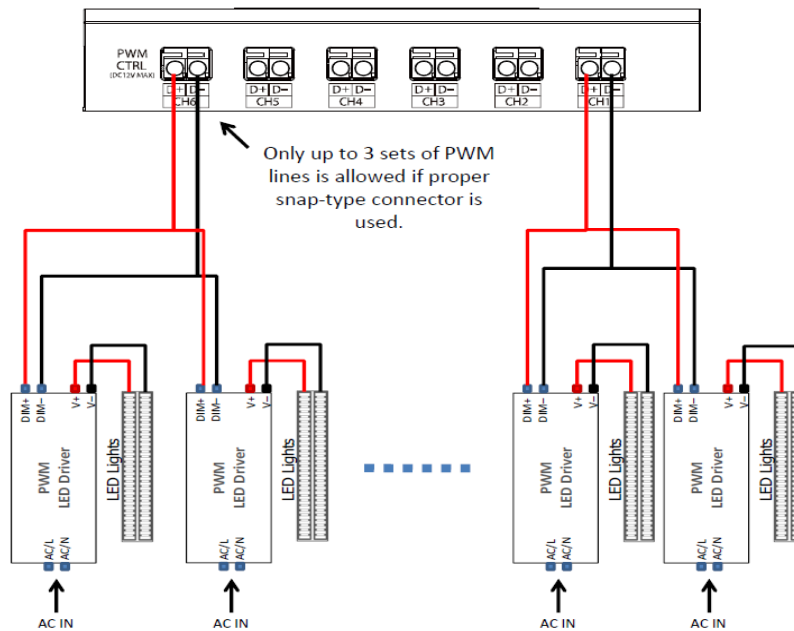 PWM
CTRL
(DC12V MAX)
D+ D−
CH6
D+ D−
CH5
D+ D−
CH4
D+ D−
CH3
D+ D−
CH2
D+ D−
CH1
Only up to 3 sets of PWM
lines is allowed if proper
snap-type connector is
used.
DIM+
DIM−
V+
V−
PWM
LED Driver
LED Lights
AC/L
AC/N
AC IN
DIM+
DIM−
V+
V−
PWM
LED Driver
LED Lights
AC/L
AC/N
AC IN
DIM+
DIM−
V+
V−
PWM
LED Driver
LED Lights
AC/L
AC/N
AC IN
DIM+
DIM−
V+
V−
PWM
LED Driver
LED Lights
AC/L
AC/N
AC IN